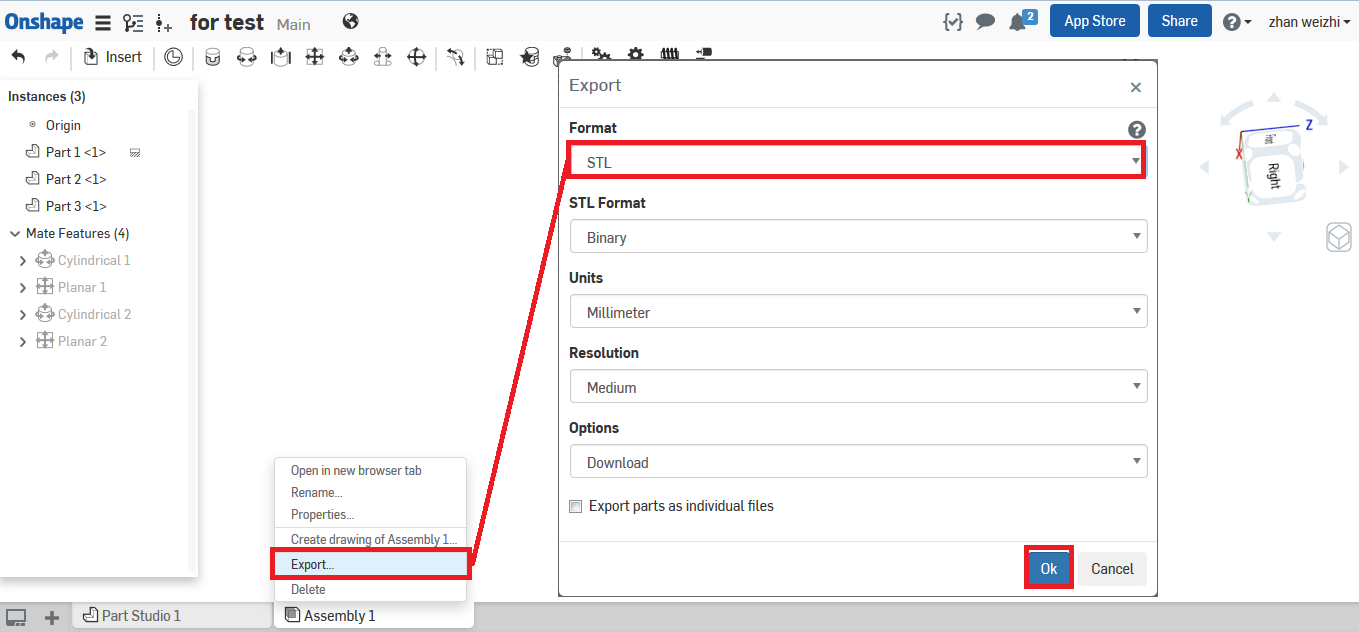 Onshape for test Main 2 App Store Share zhan weizhi
Insert
Instances (3)
Origin
Part 1 <1>
Part 2 <1>
Part 3 <1>
Mate Features (4)
Cylindrical 1
Planar 1
Cylindrical 2
Planar 2
Open in new browser tab
Rename...
Properties...
Create drawing of Assembly 1...
Export...
Delete
Export
×
Format
?
STL
STL Format
Binary
Units
Millimeter
Resolution
Medium
Options
Download
Export parts as individual files
Ok Cancel
Z
X
Right
Part Studio 1 Assembly 1